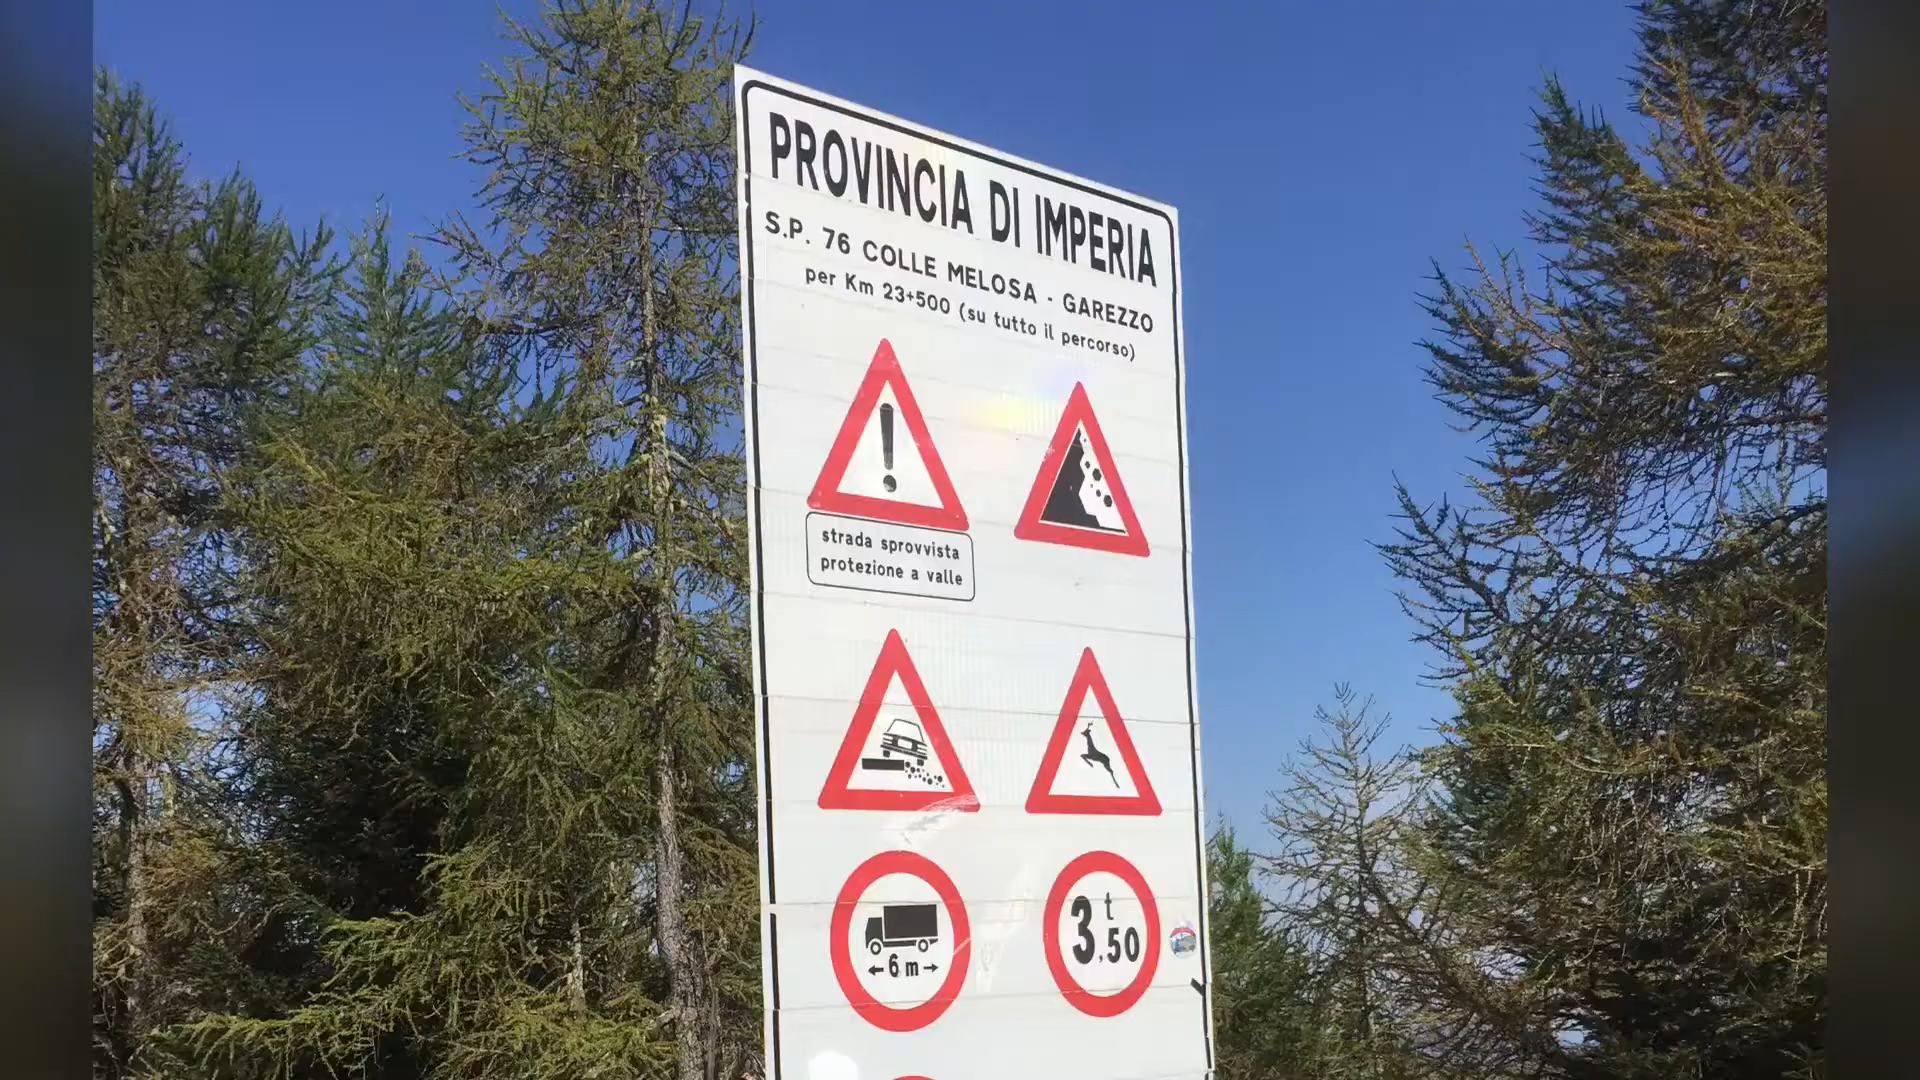 PROVINCIA DI IMPERIA
S.P. 76 COLLE MELOSA - GAREZZO
per Km 23+500 (su tutto il percorso)
strada sprovvista
protezione a valle
6 m
3,50 t